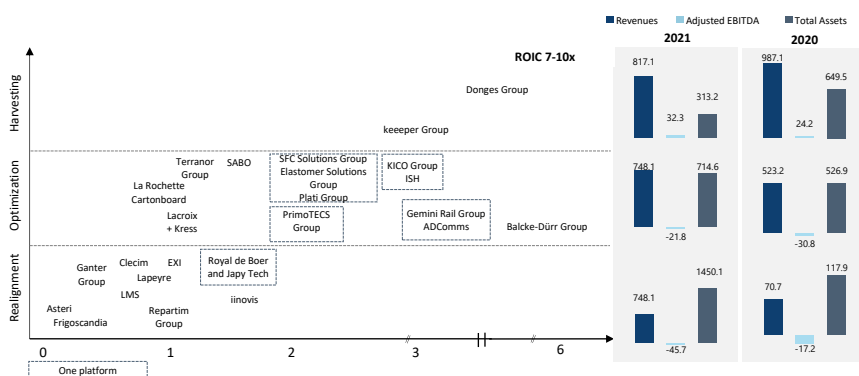 Revenues
Adjusted EBITDA
Total Assets
2021
2020
ROIC 7-10x
Harvesting
Donges Group
keeeper Group
817.1
32.3
313.2
987.1
24.2
649.5
Optimization
Terranor
Group
SABO
La Rochette
Cartonboard
Lacroix
+ Kress
SFC Solutions Group
Elastomer Solutions
Group
Plati Group
PrimoTECS
Group
KICO Group
ISH
Gemini Rail Group
ADComms
Balcke-Dürr Group
748.1
-21.8
714.6
523.2
-30.8
526.9
Realignment
Ganter
Group
Clecim
EXI
Lapeyre
LMS
Asteri
Frigoscandia
Repartim
Group
Royal de Boer
and Japy Tech
iinovis
748.1
-45.7
1450.1
70.7
-17.2
117.9
0
1
2
3
6
One platform